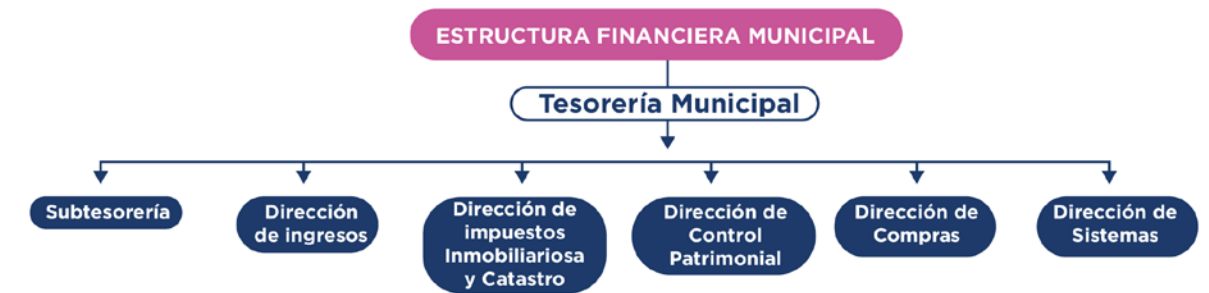 ESTRUCTURA FINANCIERA MUNICIPAL
Tesorería Municipal
Subtesorería
Dirección
de ingresos
Dirección de
impuestos
Inmobiliariosa
y Catastro
Dirección de
Control
Patrimonial
Dirección de
Compras
Dirección de
Sistemas